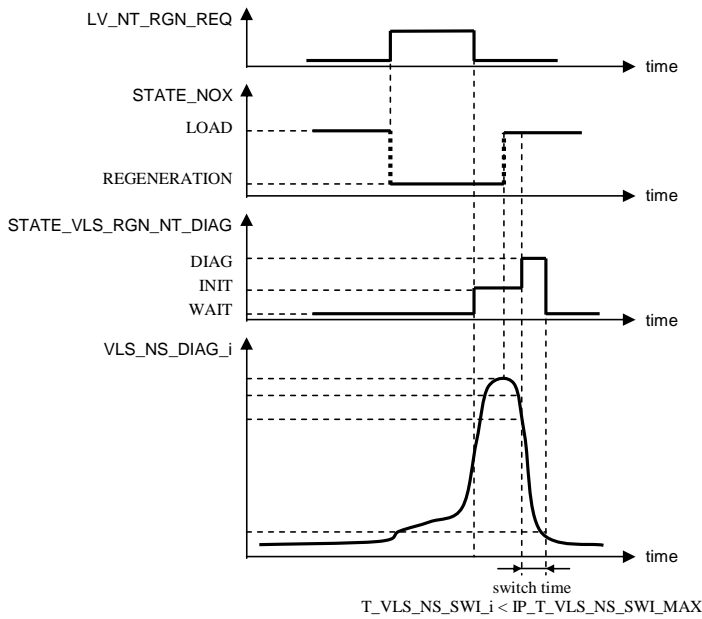 LV_NT_RGN_REQ
time
STATE_NOX
LOAD
REGENERATION
time
STATE_VLS_RGN_NT_DIAG
DIAG
INIT
WAIT
time
VLS_NS_DIAG_i
time
switch time
T_VLS_NS_SWI_i < IP_T_VLS_NS_SWI_MAX